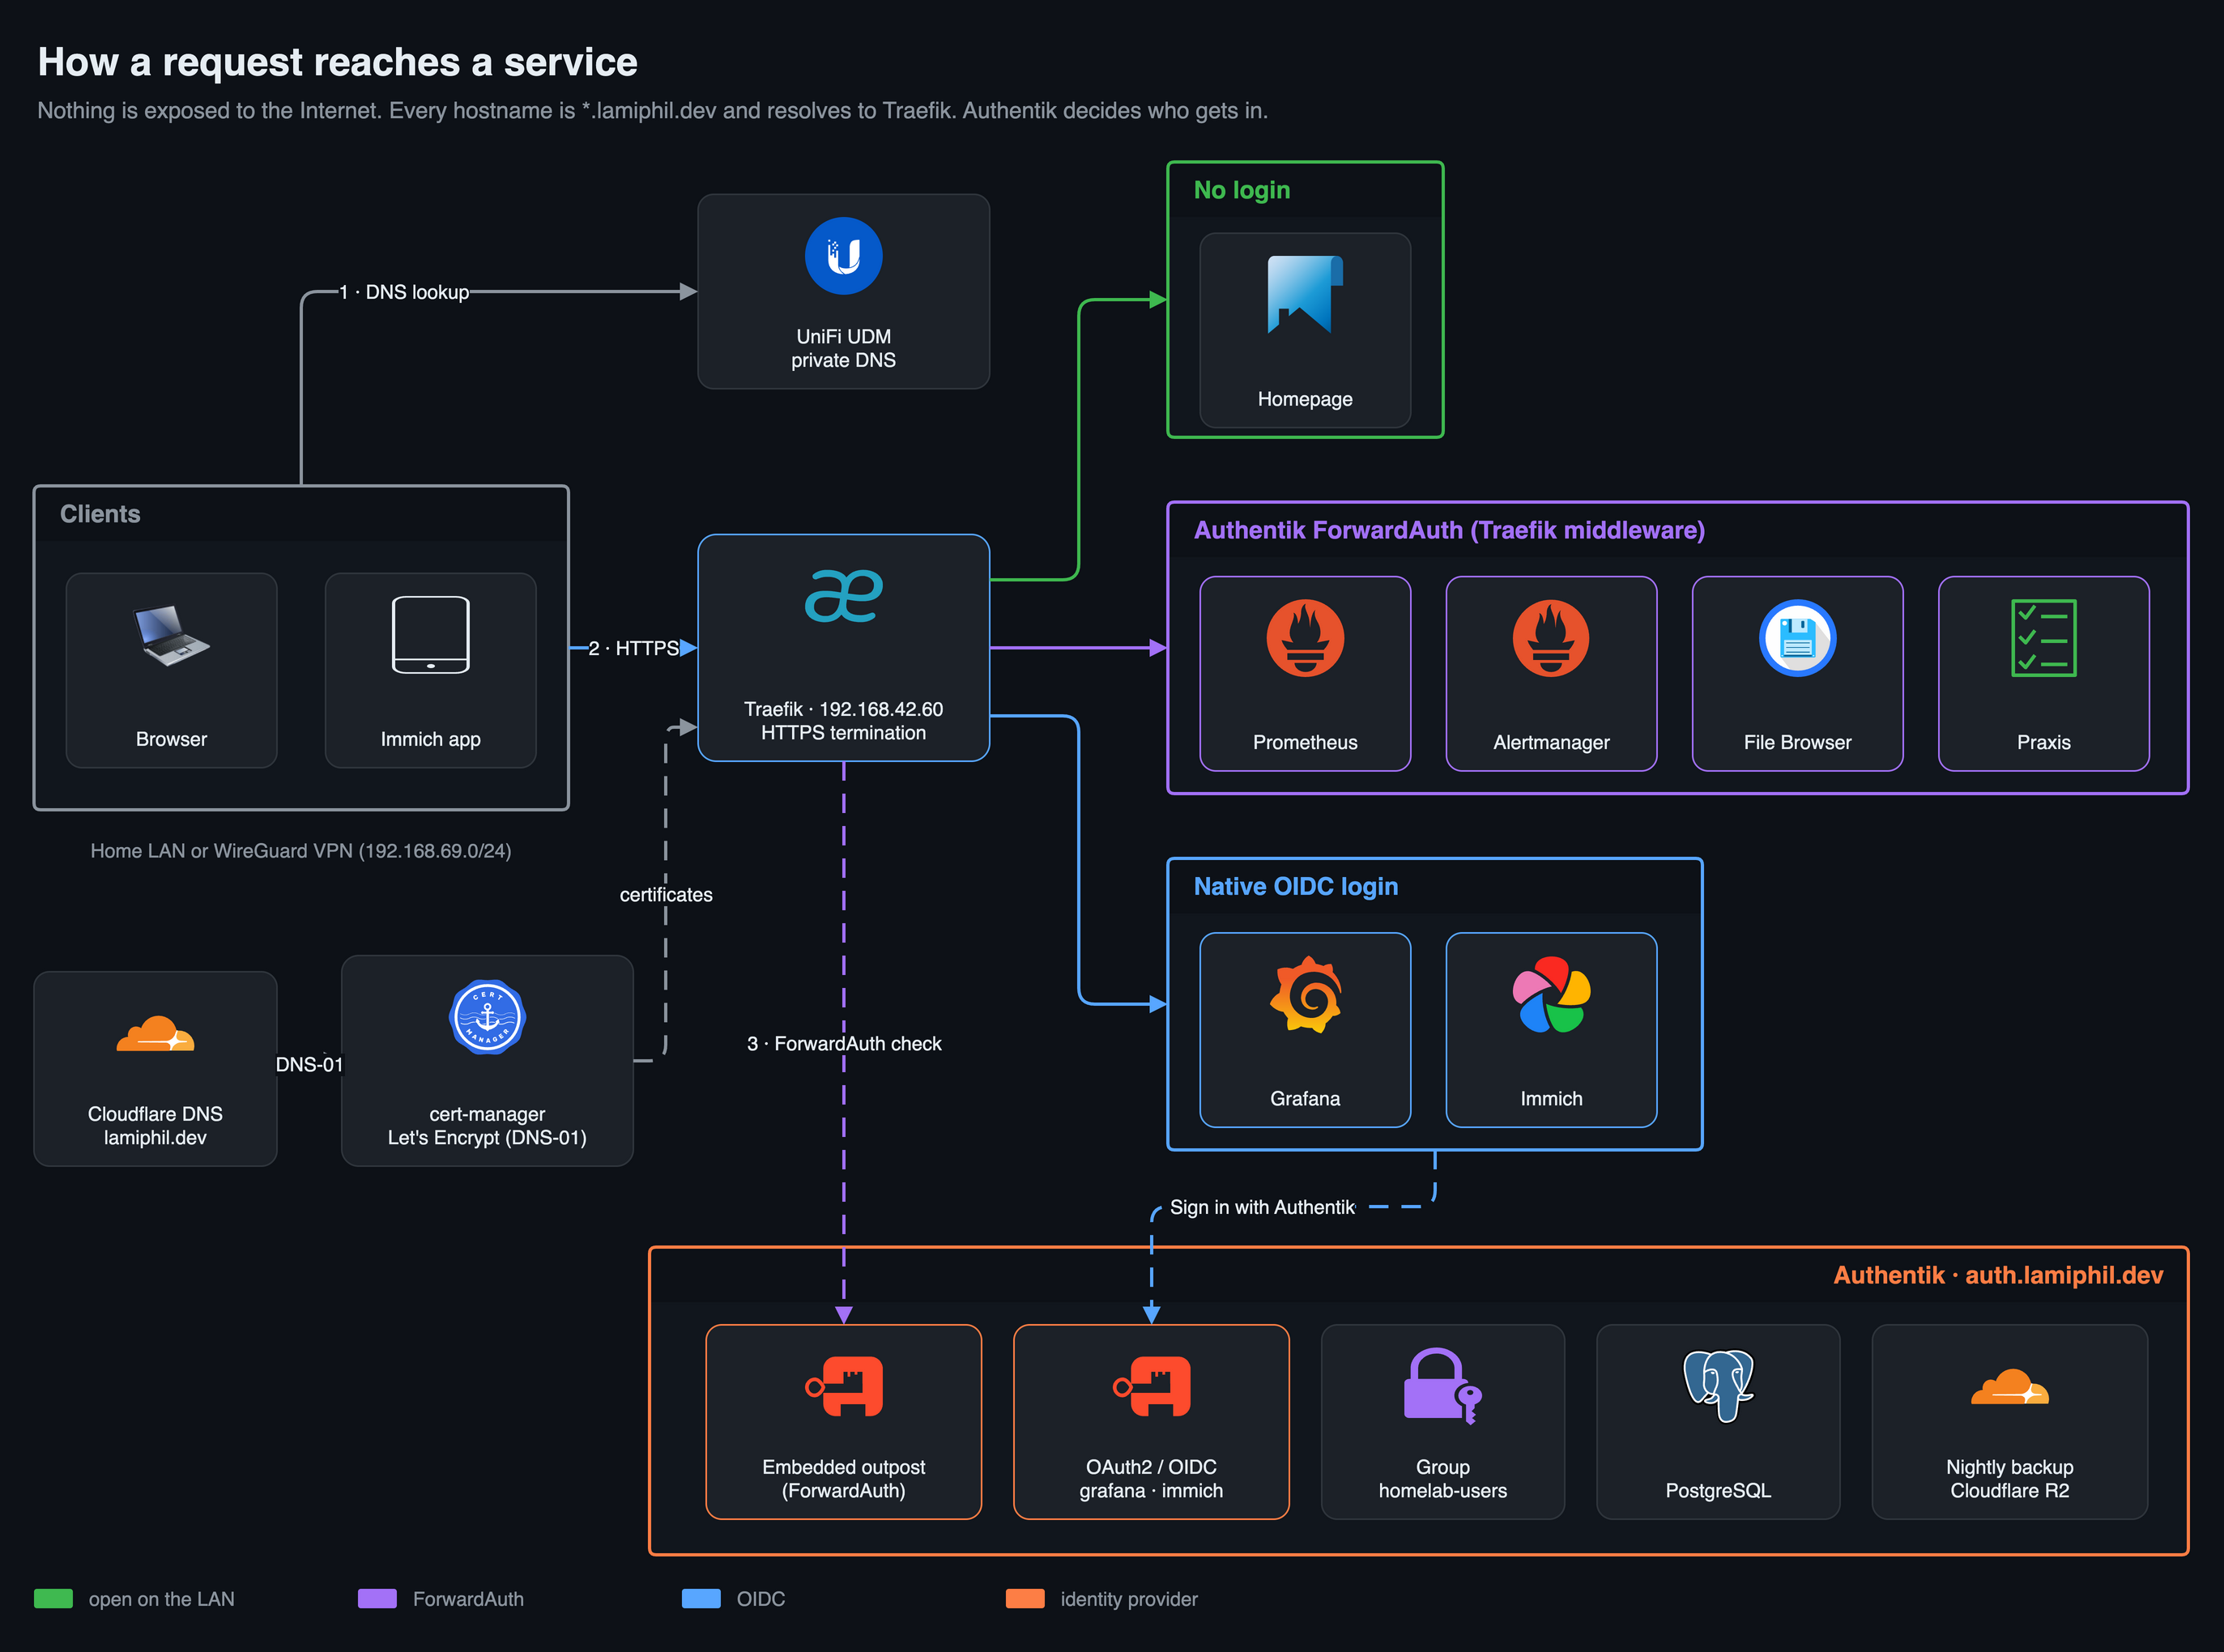 How a request reaches a service
Nothing is exposed to the Internet. Every hostname is *.lamiphil.dev and resolves to Traefik. Authentik decides who gets in.
No login
Homepage
1 · DNS lookup
UniFi UDM
private DNS
Clients
Browser
Immich app
Home LAN or WireGuard VPN (192.168.69.0/24)
2 · HTTPS
Traefik · 192.168.42.60
HTTPS termination
Authentik ForwardAuth (Traefik middleware)
Prometheus
Alertmanager
File Browser
Praxis
certificates
Native OIDC login
Grafana
Immich
Cloudflare DNS
lamiphil.dev
DNS-01
CERT
MANAGER
cert-manager
Let's Encrypt (DNS-01)
3 · ForwardAuth check
Sign in with Authentik
Authentik · auth.lamiphil.dev
Embedded outpost
(ForwardAuth)
OAuth2 / OIDC
grafana · immich
Group
homelab-users
PostgreSQL
Nightly backup
Cloudflare R2
open on the LAN
ForwardAuth
OIDC
identity provider